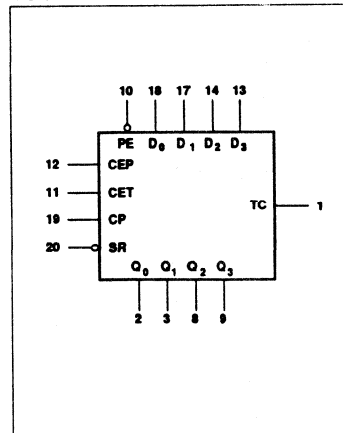 10 18 17 14 13
PE D0 D1 D2 D3
12 CEP
11 CET
TC 1
19 CP
20 SR
Q0 Q1 Q2 Q3
2 3 8 9